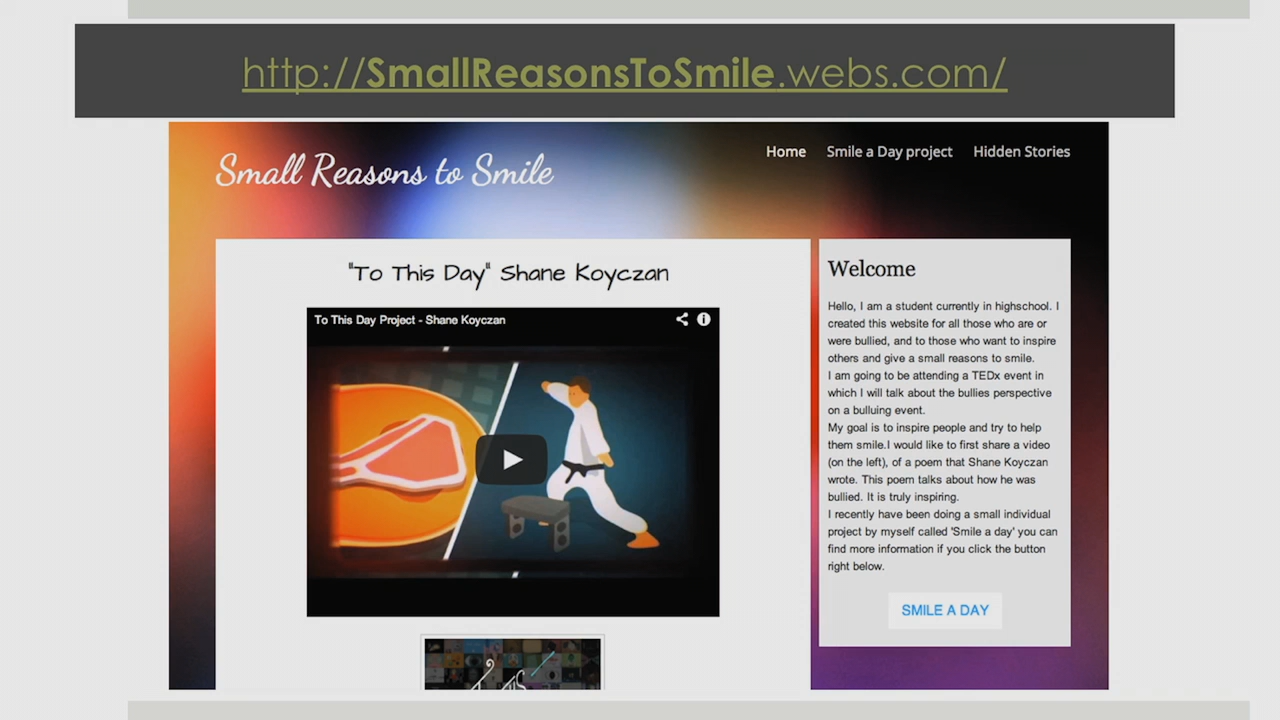 http://SmallReasonsToSmile.webs.com/
Small Reasons to Smile
Home Smile a Day project Hidden Stories
"To This Day" Shane Koyczan
To This Day Project - Shane Koyczan
Welcome
Hello, I am a student currently in highschool. I
created this website for all those who are or
were bullied, and to those who want to inspire
others and give a small reasons to smile.
I am going to be attending a TEDx event in
which I will talk about the bullies perspective
on a bulluing event.
My goal is to inspire people and try to help
them smile.I would like to first share a video
(on the left), of a poem that Shane Koyczan
wrote. This poem talks about how he was
bullied. It is truly inspiring.
I recently have been doing a small individual
project by myself called 'Smile a day' you can
find more information if you click the button
right below.
SMILE A DAY